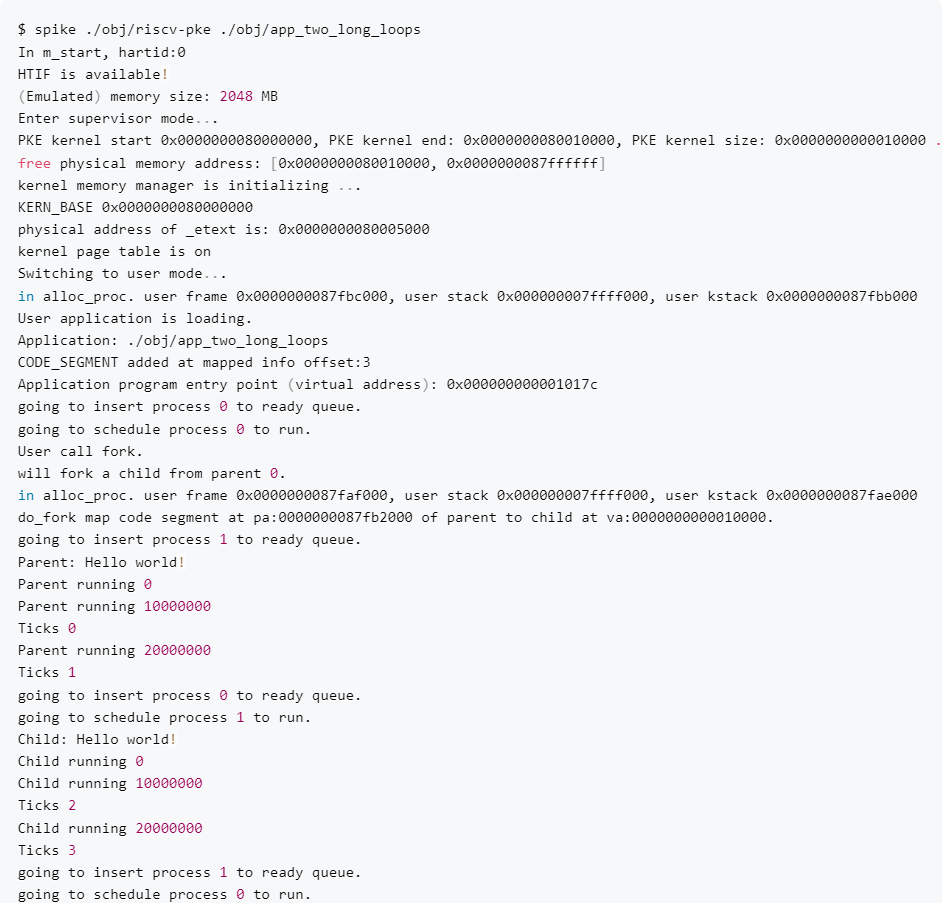 $ spike ./obj/riscv-pke ./obj/app_two_long_loops
In m_start, hartid:0
HTIF is available!
(Emulated) memory size: 2048 MB
Enter supervisor mode...
PKE kernel start 0x0000000080000000, PKE kernel end: 0x0000000080010000, PKE kernel size: 0x0000000000010000 .
free physical memory address: [0x0000000080010000, 0x0000000087ffffff]
kernel memory manager is initializing ...
KERN_BASE 0x0000000080000000
physical address of _etext is: 0x0000000080005000
kernel page table is on
Switching to user mode...
in alloc_proc. user frame 0x0000000087fbc000, user stack 0x000000007ffff000, user kstack 0x0000000087fbb000
User application is loading.
Application: ./obj/app_two_long_loops
CODE_SEGMENT added at mapped info offset:3
Application program entry point (virtual address): 0x000000000001017c
going to insert process 0 to ready queue.
going to schedule process 0 to run.
User call fork.
will fork a child from parent 0.
in alloc_proc. user frame 0x0000000087faf000, user stack 0x000000007ffff000, user kstack 0x0000000087fae000
do_fork map code segment at pa:0000000087fb2000 of parent to child at va:0000000000010000.
going to insert process 1 to ready queue.
Parent: Hello world!
Parent running 0
Parent running 10000000
Ticks 0
Parent running 20000000
Ticks 1
going to insert process 0 to ready queue.
going to schedule process 1 to run.
Child: Hello world!
Child running 0
Child running 10000000
Ticks 2
Child running 20000000
Ticks 3
going to insert process 1 to ready queue.
going to schedule process 0 to run.